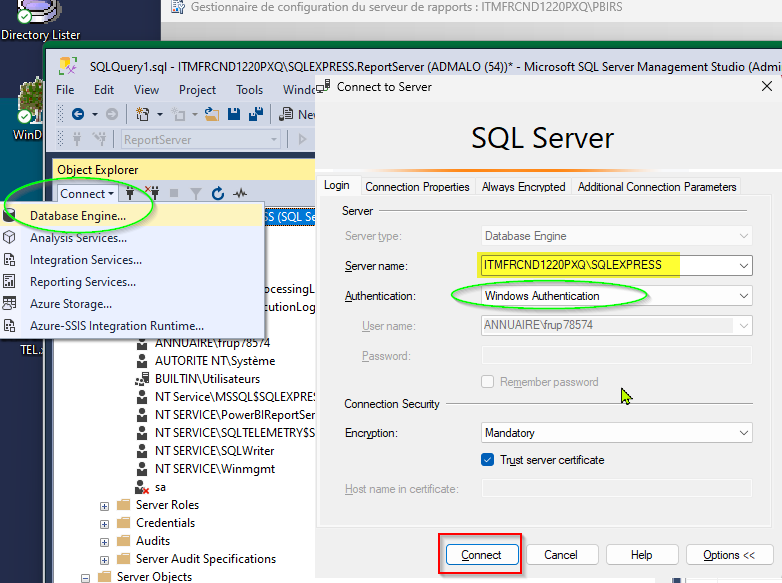 Gestionnaire de configuration du serveur de rapports : ITMFRCND1220PXQ\PBIRS
Directory Lister
SQLQuery1.sql - ITMFRCND1220PXQ\SQLEXPRESS.ReportServer (ADMALO (54))* - Microsoft SQL Server Management Studio (Admi
File Edit View Project Tools
ReportServer
Object Explorer
Connect
Database Engine...
Analysis Services...
Integration Services...
Reporting Services...
Azure Storage...
Azure-SSIS Integration Runtime...
ANNUAIRE\frup78574
AUTORITE NT\Système
BUILTIN\Utilisateurs
NT Service\MSSQL$SQLEXPRE
NT SERVICE\PowerBIReportSer
NT SERVICE\SQLTELEMETRY$S
NT SERVICE\SQLWriter
NT SERVICE\Winmgmt
sa
Server Roles
Credentials
Audits
Server Audit Specifications
Server Objects
Connect to Server
SQL Server
Login Connection Properties Always Encrypted Additional Connection Parameters
Server
Server type: Database Engine
Server name: ITMFRCND1220PXQ\SQLEXPRESS
Authentication: Windows Authentication
User name: ANNUAIRE\frup78574
Password:
Remember password
Connection Security
Encryption: Mandatory
Trust server certificate
Host name in certificate:
Connect Cancel Help Options <<